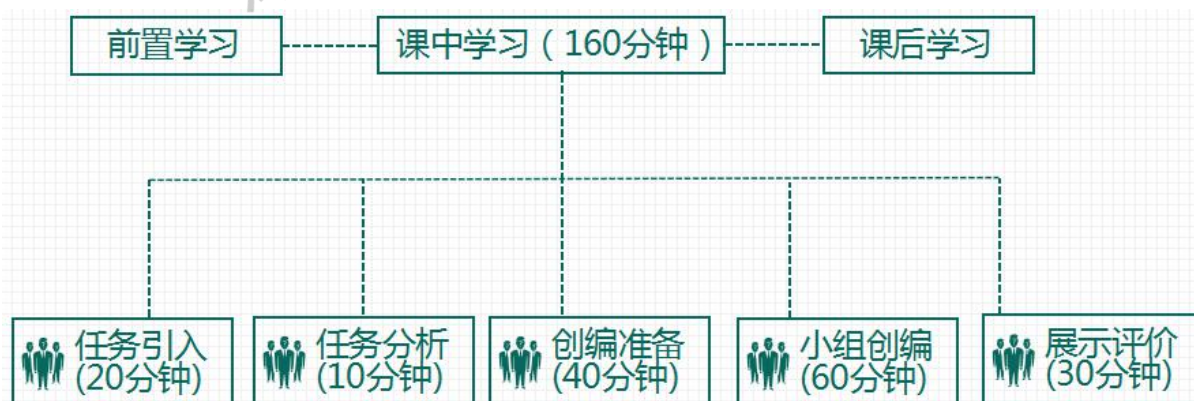 前置学习
课中学习（160分钟）
课后学习
任务引入
(20分钟)
任务分析
(10分钟)
创编准备
(40分钟)
小组创编
(60分钟)
展示评价
(30分钟)